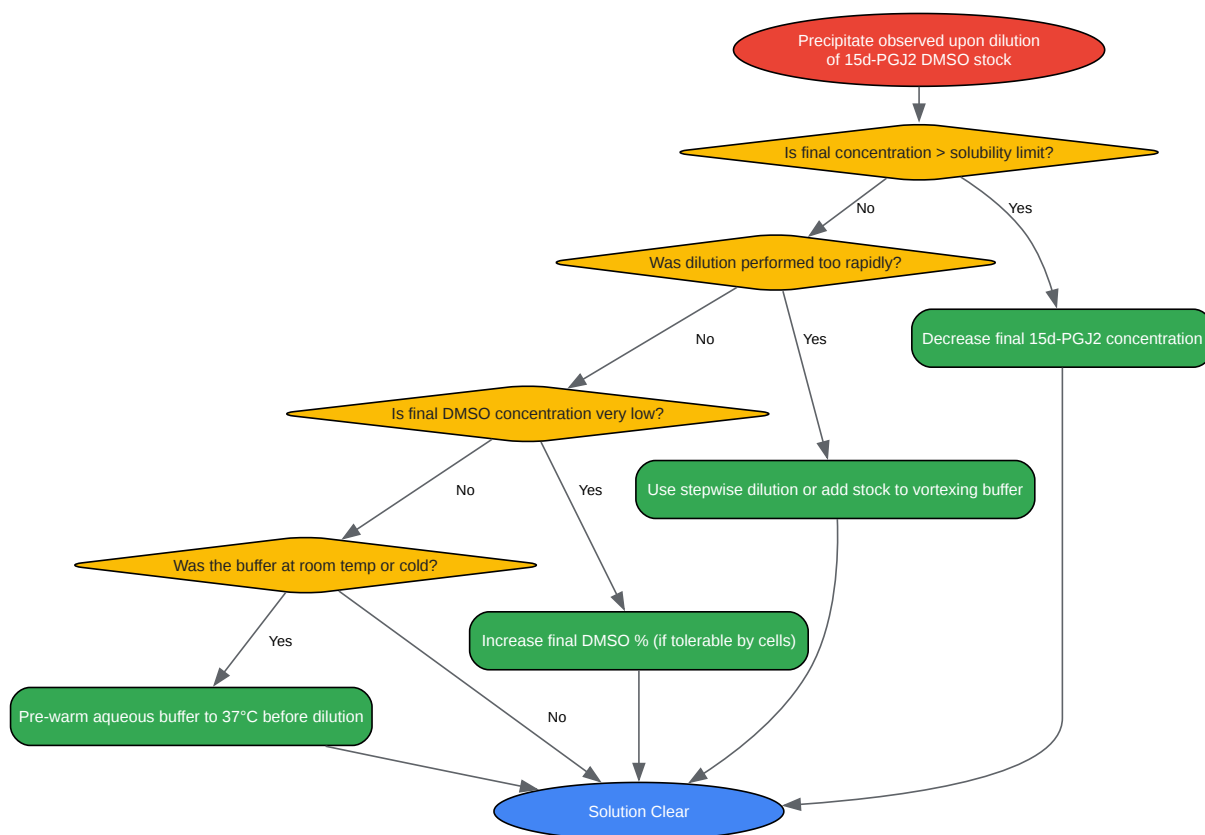 Precipitate observed upon dilution
of 15d-PGJ2 DMSO stock
Is final concentration > solubility limit?
No
Yes
Was dilution performed too rapidly?
Decrease final 15d-PGJ2 concentration
No
Yes
Is final DMSO concentration very low?
Use stepwise dilution or add stock to vortexing buffer
No
Yes
Was the buffer at room temp or cold?
Increase final DMSO % (if tolerable by cells)
Yes
No
Pre-warm aqueous buffer to 37°C before dilution
Solution Clear